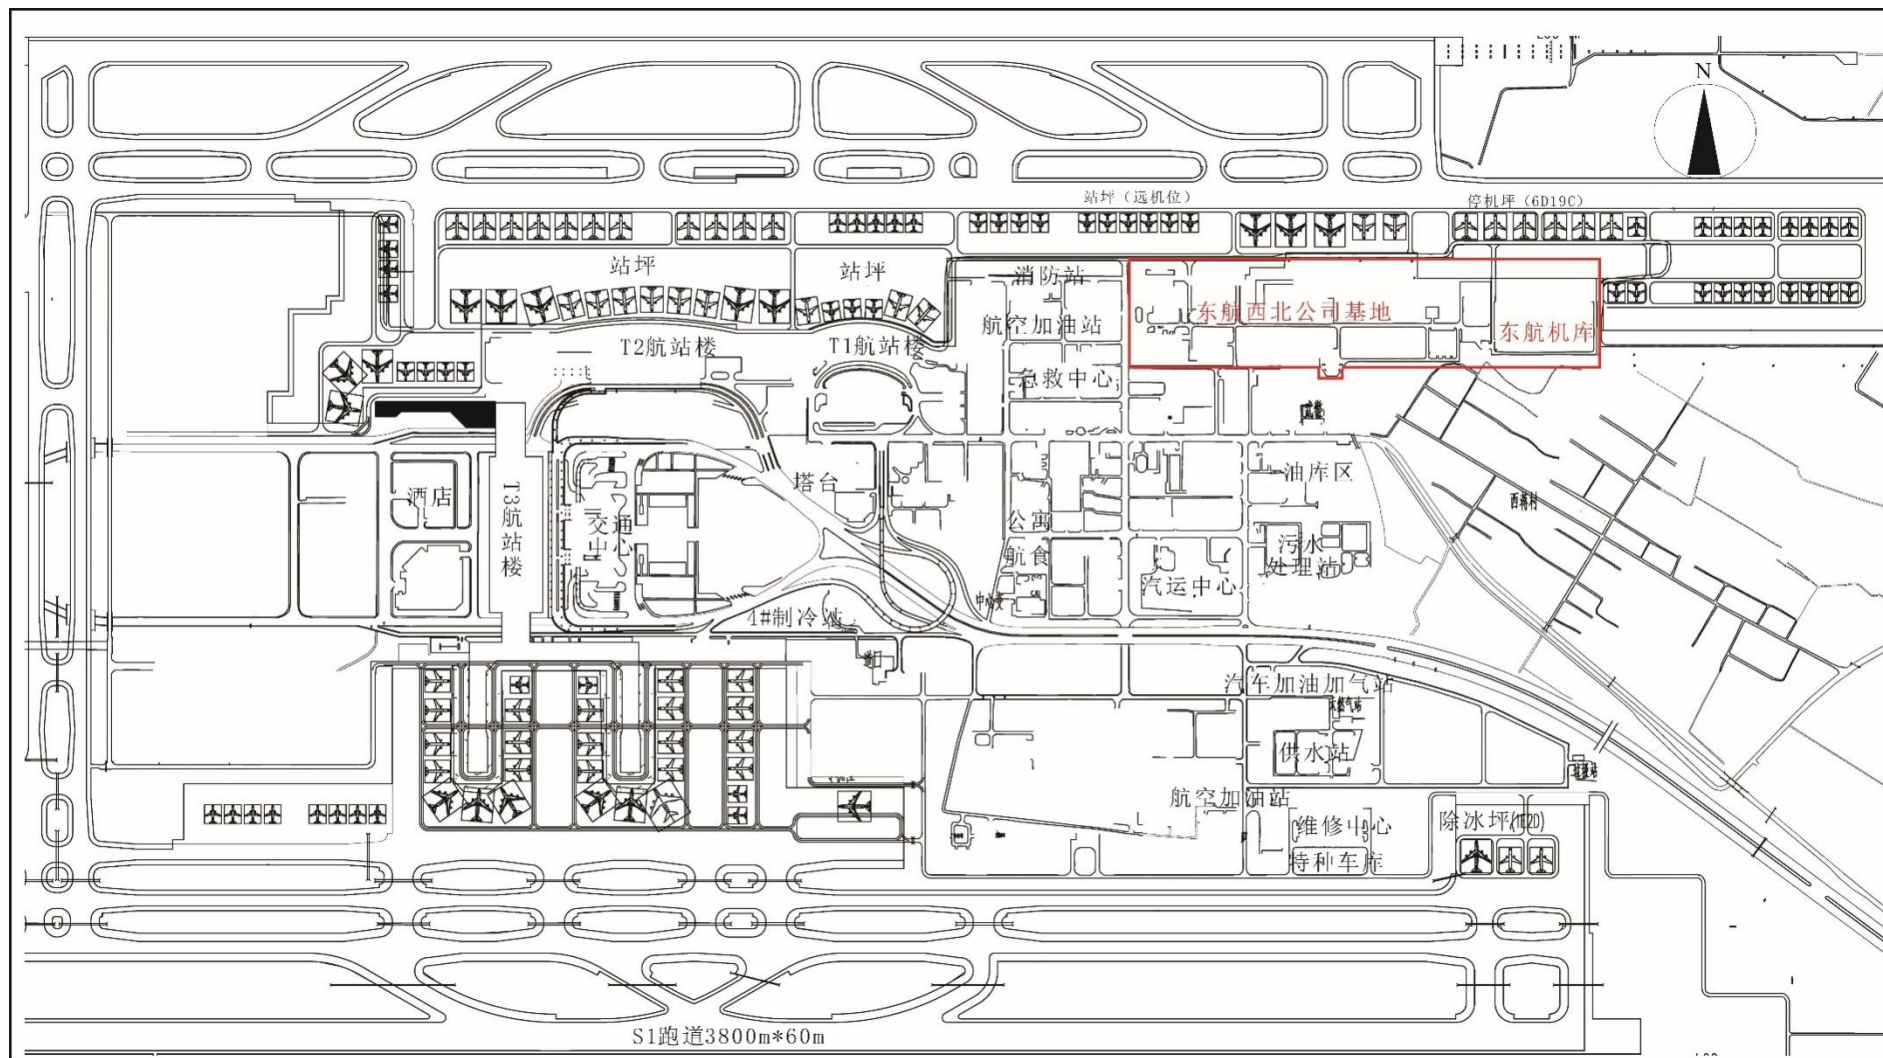 N
站坪（远机位）
停机坪（6D19C）
站坪
站坪
消防站
航空加油站
东航西北公司基地
东航机库
T2航站楼
T1航站楼
急救中心
酒店
T3航站楼
交通中心
塔台
油库区
公寓
航食
污水
处理站
汽运中心
4#制冷站
汽车加油加气站
天然气站
供水站
航空加油站
维修中心
特种车库
除冰坪(1E2D)
S1跑道3800m*60m